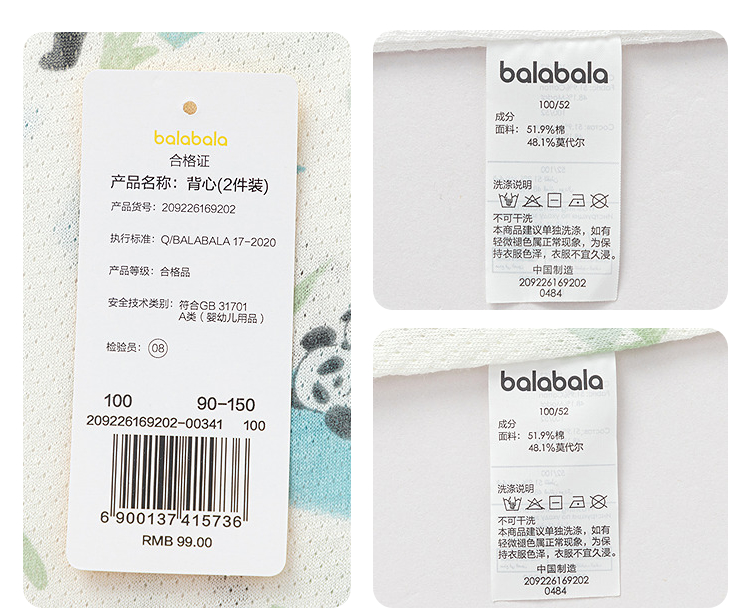 balabala
合格证
产品名称：背心(2件装)
产品货号：209226169202
执行标准：Q/BALABALA 17-2020
产品等级：合格品
安全技术类别：符合GB 31701
A类（婴幼儿用品）
检验员：08
100 90-150
209226169202-00341 100
6 900137 415736
RMB 99.00
balabala
100/52
成分
面料：51.9%棉
48.1%莫代尔
洗涤说明
不可干洗
本商品建议单独洗涤，如有
轻微褪色属正常现象，为保
持衣服色泽，衣服不宜久浸。
中国制造
209226169202
0484
balabala
100/52
成分
面料：51.9%棉
48.1%莫代尔
洗涤说明
不可干洗
本商品建议单独洗涤，如有
轻微褪色属正常现象，为保
持衣服色泽，衣服不宜久浸。
中国制造
209226169202
0484